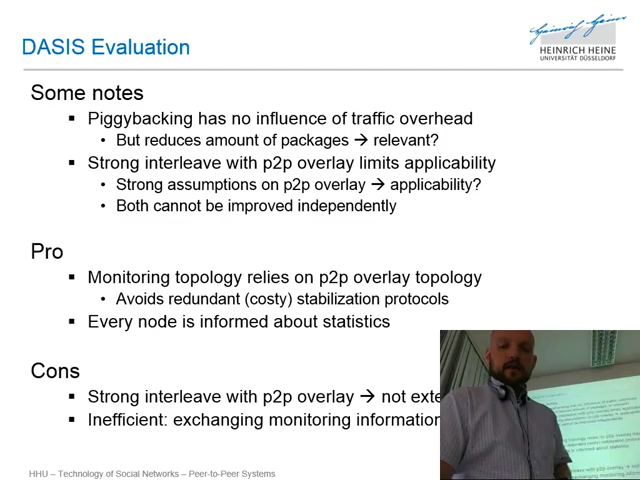 DASIS Evaluation
Heinrich Heine
HEINRICH HEINE
UNIVERSITÄT DÜSSELDORF
Some notes
▪ Piggybacking has no influence of traffic overhead
• But reduces amount of packages → relevant?
▪ Strong interleave with p2p overlay limits applicability
• Strong assumptions on p2p overlay → applicability?
• Both cannot be improved independently
Pro
▪ Monitoring topology relies on p2p overlay topology
• Avoids redundant (costy) stabilization protocols
▪ Every node is informed about statistics
Cons
▪ Strong interleave with p2p overlay → not exte
▪ Inefficient: exchanging monitoring information
HHU – Technology of Social Networks – Peer-to-Peer Systems